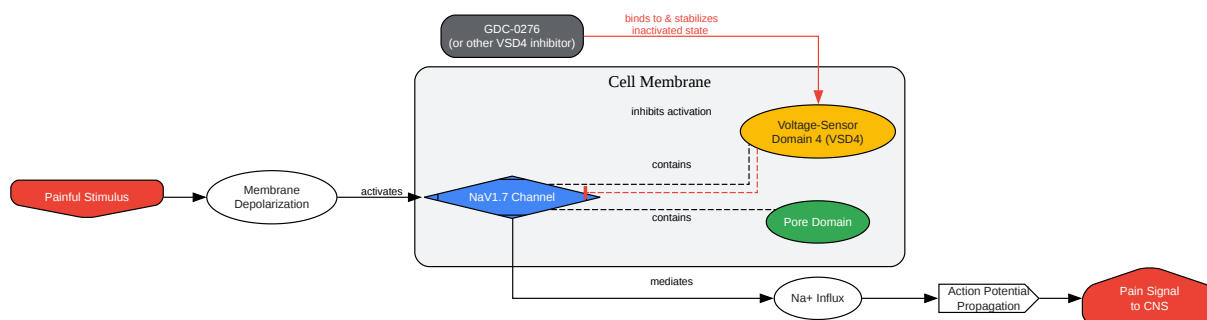 GDC-0276
(or other VSD4 inhibitor)
binds to & stabilizes
inactivated state
Cell Membrane
inhibits activation
Voltage-Sensor
Domain 4 (VSD4)
contains
Painful Stimulus
Membrane
Depolarization
activates
NaV1.7 Channel
contains
Pore Domain
mediates
Na+ Influx
Action Potential
Propagation
Pain Signal
to CNS